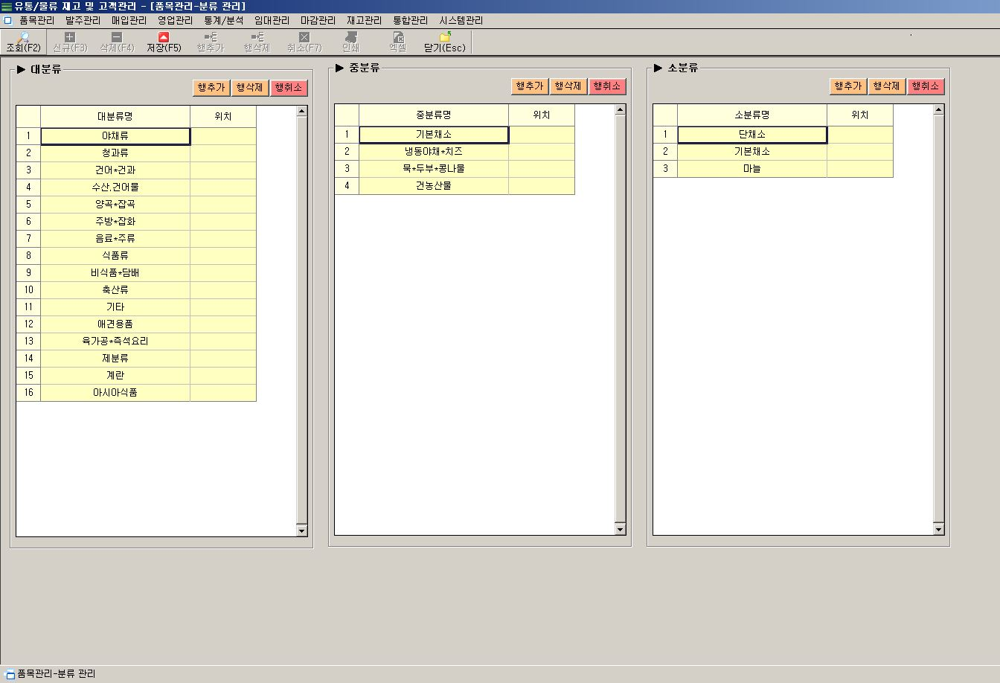 유통/물류 재고 및 고객관리 - [품목관리-분류 관리]
품목관리 발주관리 매입관리 영업관리 통계/분석 임대관리 마감관리 재고관리 통합관리 시스템관리
조회(F2) 신규(F3) 삭제(F4) 저장(F5) 행추가 행삭제 취소(F7) 인쇄 엑셀 닫기(Esc)
▶ 대분류
행추가 행삭제 행취소
대분류명 위치
1 야채류
2 청과류
3 건어*건과
4 수산.건어물
5 양곡*잡곡
6 주방*잡화
7 음료*주류
8 식품류
9 비식품*담배
10 축산류
11 기타
12 애견용품
13 육가공*즉석요리
14 제분류
15 계란
16 아시아식품
▶ 중분류
행추가 행삭제 행취소
중분류명 위치
1 기본채소
2 냉동야채*치즈
3 묵*두부*콩나물
4 건농산물
▶ 소분류
행추가 행삭제 행취소
소분류명 위치
1 단채소
2 기본채소
3 마늘
품목관리-분류 관리